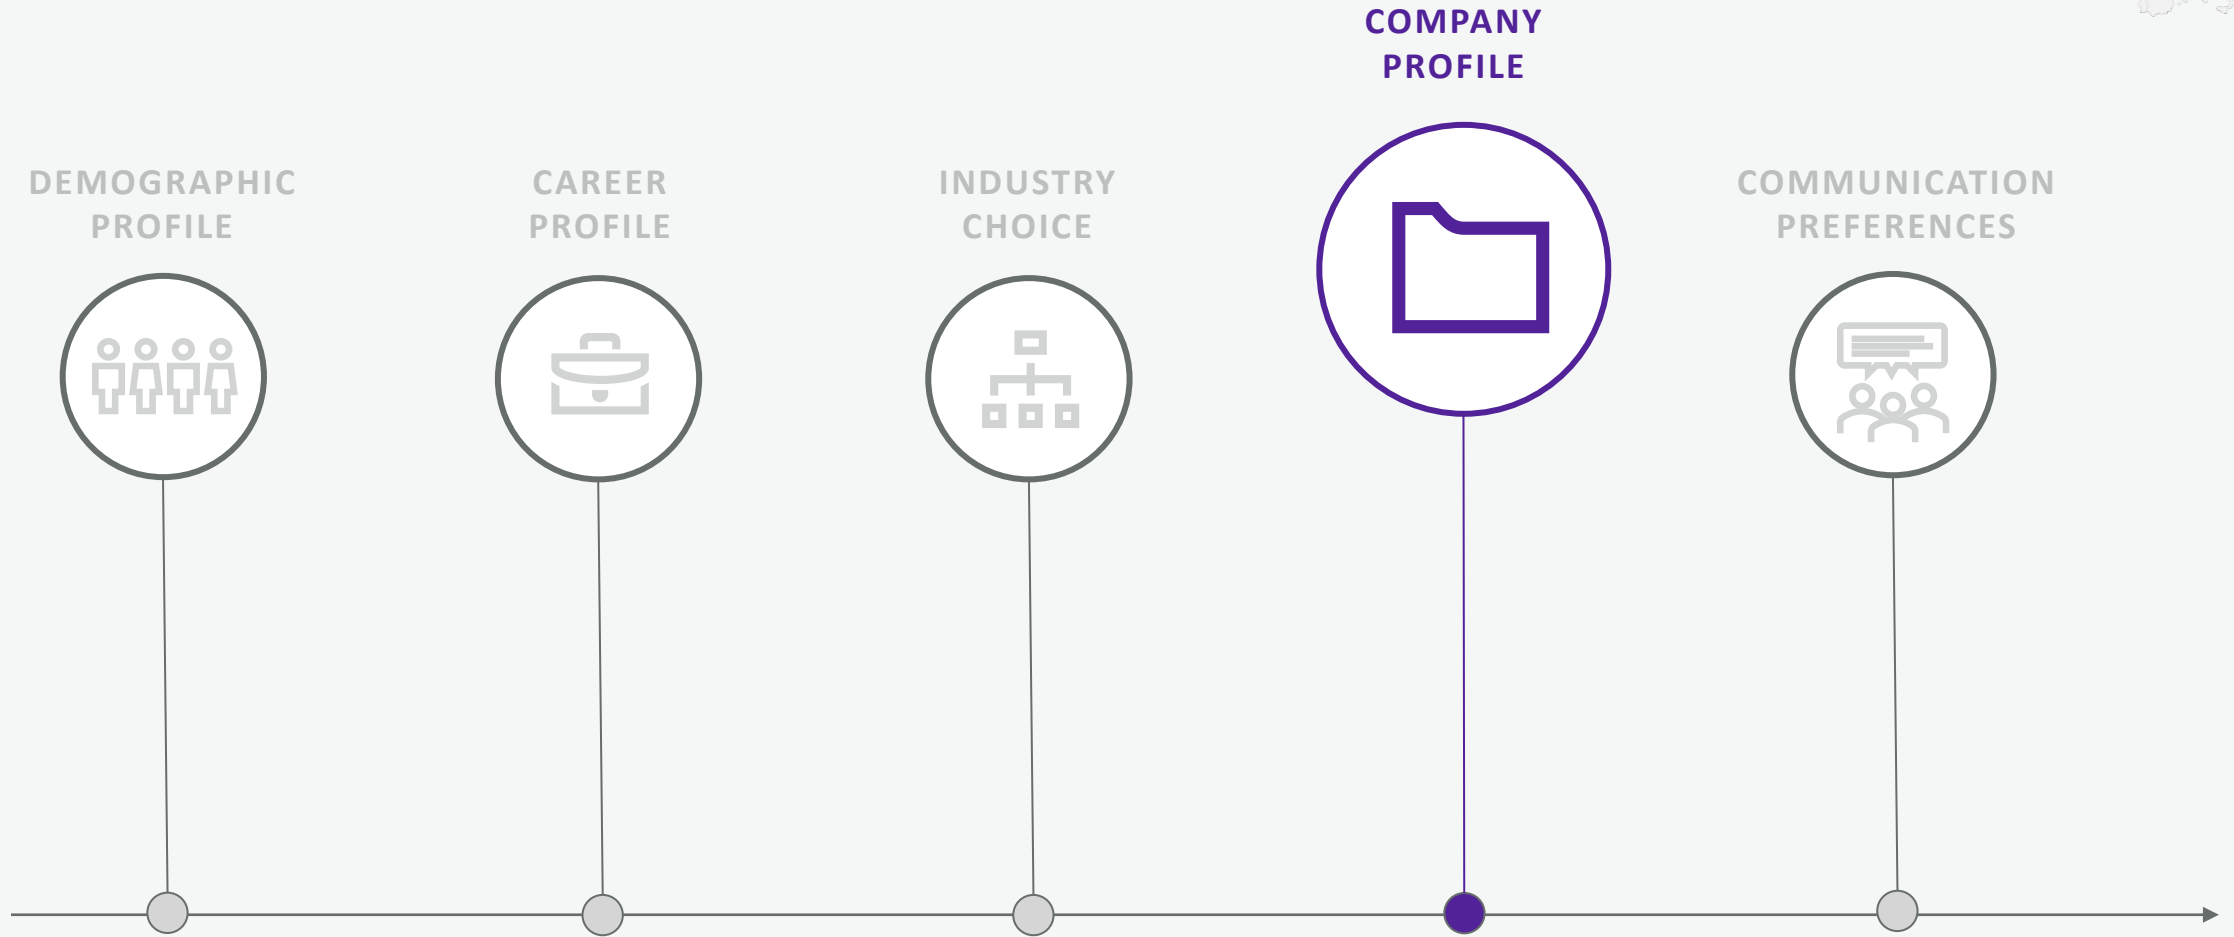 COMPANY
PROFILE
DEMOGRAPHIC
PROFILE
CAREER
PROFILE
INDUSTRY
CHOICE
COMMUNICATION
PREFERENCES